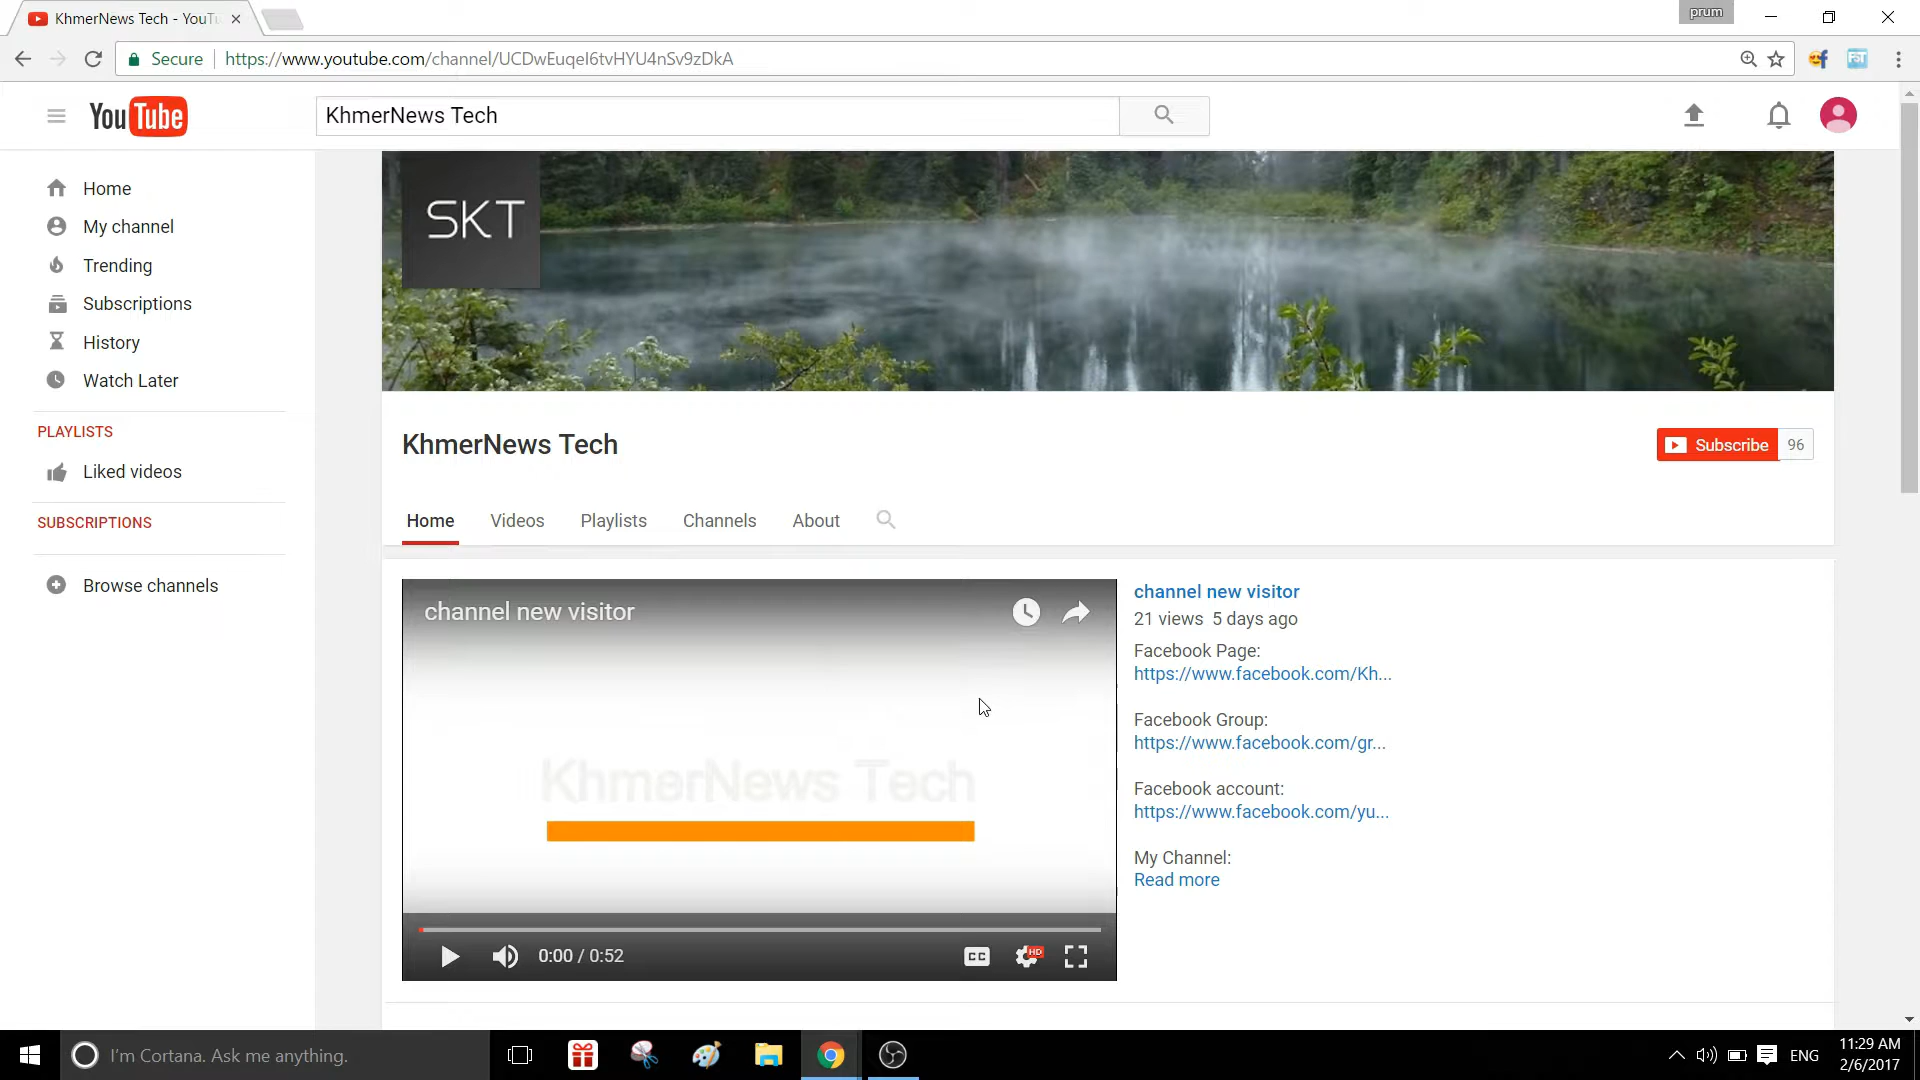 KhmerNews Tech - YouTu
prum
Secure
https://www.youtube.com/channel/UCDwEuqeI6tvHYU4nSv9zDkA
YouTube
KhmerNews Tech
Home
My channel
Trending
Subscriptions
History
Watch Later
PLAYLISTS
Liked videos
SUBSCRIPTIONS
Browse channels
SKT
KhmerNews Tech
Subscribe 96
Home Videos Playlists Channels About
channel new visitor
KhmerNews Tech
0:00 / 0:52
CC HD
channel new visitor
21 views 5 days ago
Facebook Page:
https://www.facebook.com/Kh...
Facebook Group:
https://www.facebook.com/gr...
Facebook account:
https://www.facebook.com/yu...
My Channel:
Read more
I'm Cortana. Ask me anything.
ENG
11:29 AM
2/6/2017